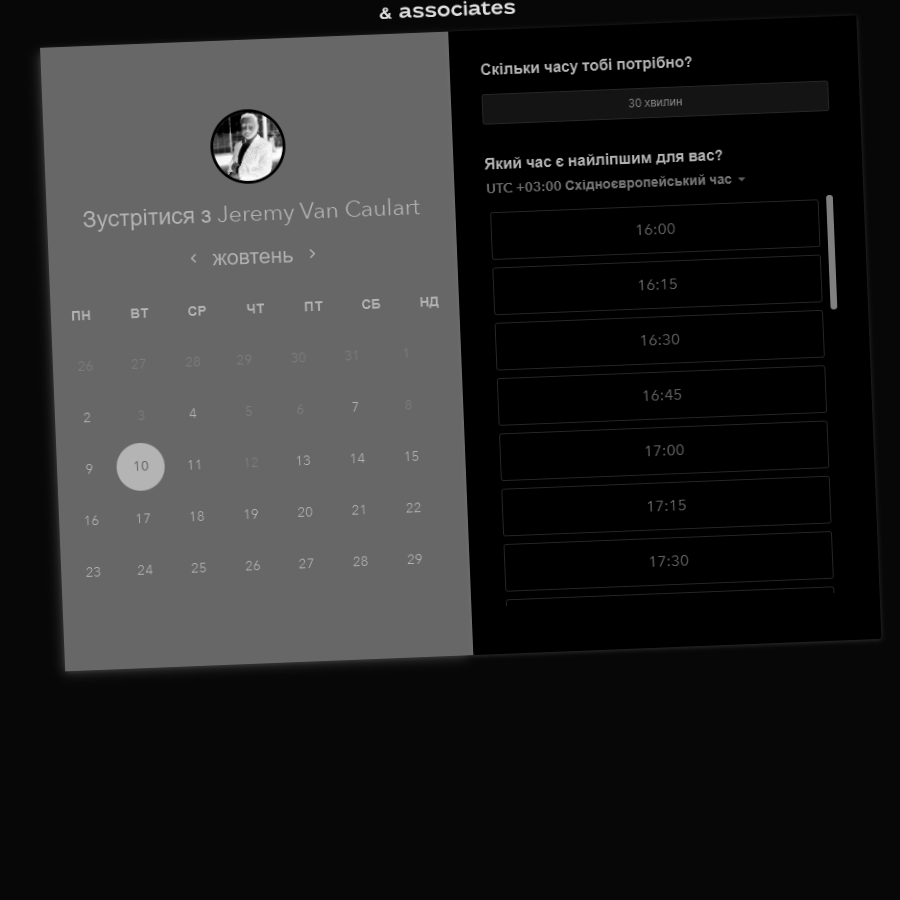 & associates
Зустрітися з Jeremy Van Caulart
‹ жовтень ›
ПН ВТ СР ЧТ ПТ СБ НД
26 27 28 29 30 31 1
2 3 4 5 6 7 8
9 10 11 12 13 14 15
16 17 18 19 20 21 22
23 24 25 26 27 28 29
Скільки часу тобі потрібно?
30 хвилин
Який час є найліпшим для вас?
UTC +03:00 Східноєвропейський час
16:00
16:15
16:30
16:45
17:00
17:15
17:30